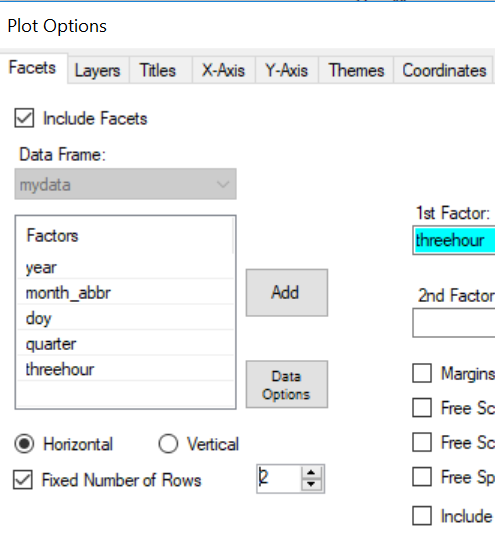 Plot Options
Facets Layers Titles X-Axis Y-Axis Themes Coordinates
Include Facets
Data Frame:
mydata
Factors
year
month_abbr
doy
quarter
threehour
Add
Data
Options
1st Factor:
threehour
2nd Factor
Margins
Free Sc
Free Sc
Free Sp
Include
Horizontal Vertical
Fixed Number of Rows 2